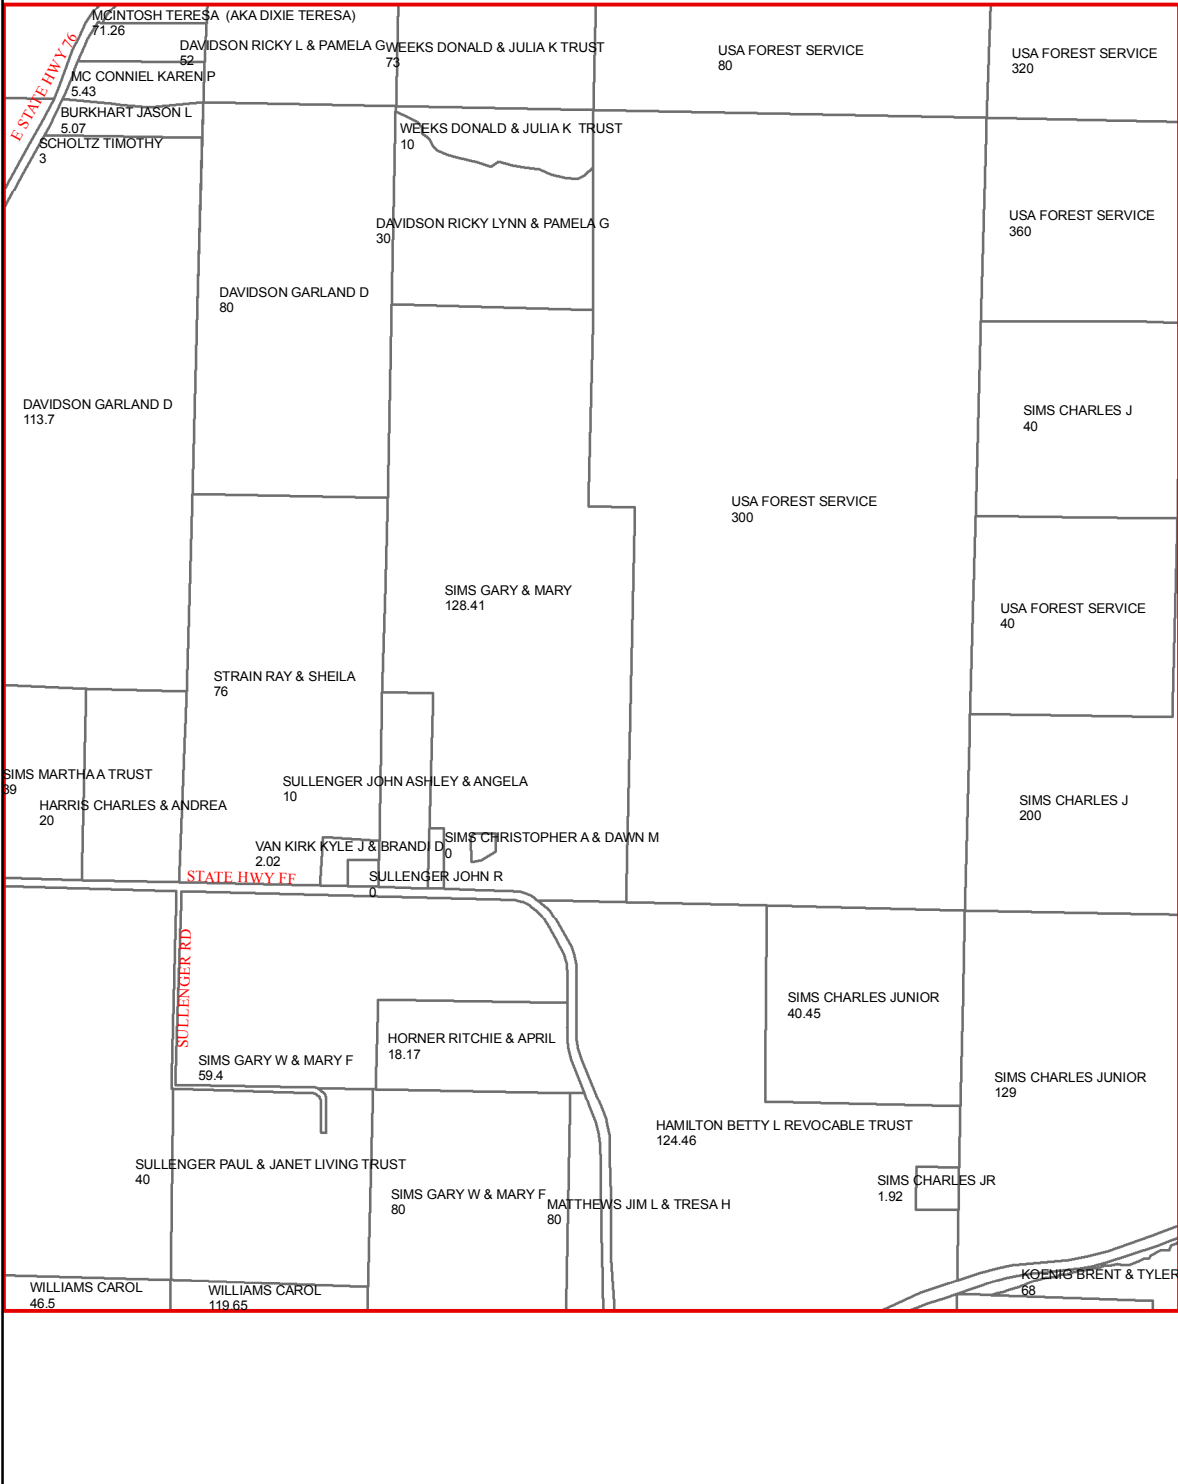 MCINTOSH TERESA (AKA DIXIE TERESA)
71.26
DAVIDSON RICKY L & PAMELA G
52
WEEKS DONALD & JULIA K TRUST
73
USA FOREST SERVICE
80
USA FOREST SERVICE
320
E STATE HWY 76
MC CONNIEL KAREN P
5.43
BURKHART JASON L
5.07
SCHOLTZ TIMOTHY
3
WEEKS DONALD & JULIA K TRUST
10
DAVIDSON RICKY LYNN & PAMELA G
30
USA FOREST SERVICE
360
DAVIDSON GARLAND D
80
DAVIDSON GARLAND D
113.7
SIMS CHARLES J
40
USA FOREST SERVICE
300
SIMS GARY & MARY
128.41
USA FOREST SERVICE
40
STRAIN RAY & SHEILA
76
SIMS MARTHA A TRUST
39
HARRIS CHARLES & ANDREA
20
SULLENGER JOHN ASHLEY & ANGELA
10
SIMS CHARLES J
200
VAN KIRK KYLE J & BRANDI D
2.02
SIMS CHRISTOPHER A & DAWN M
0
STATE HWY FF
SULLENGER JOHN R
0
SULLENGER RD
SIMS CHARLES JUNIOR
40.45
HORNER RITCHIE & APRIL
18.17
SIMS GARY W & MARY F
59.4
SIMS CHARLES JUNIOR
129
HAMILTON BETTY L REVOCABLE TRUST
124.46
SULLENGER PAUL & JANET LIVING TRUST
40
SIMS GARY W & MARY F
80
MATTHEWS JIM L & TRESA H
80
SIMS CHARLES JR
1.92
WILLIAMS CAROL
46.5
WILLIAMS CAROL
119.65
KOENIG BRENT & TYLER
68